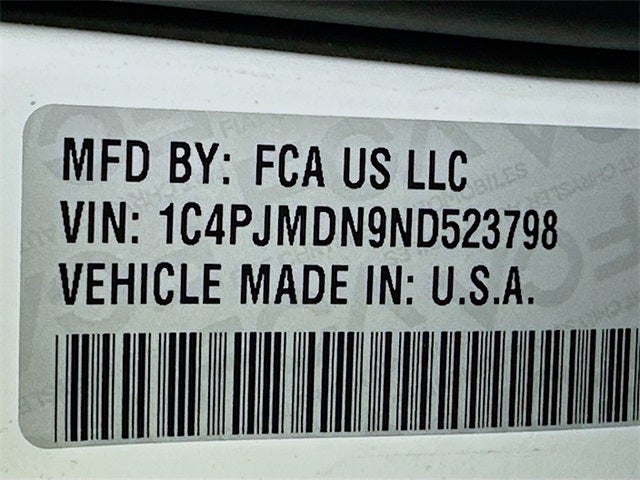 MFD BY: FCA US LLC
VIN: 1C4PJMDN9ND523798
VEHICLE MADE IN: U.S.A.